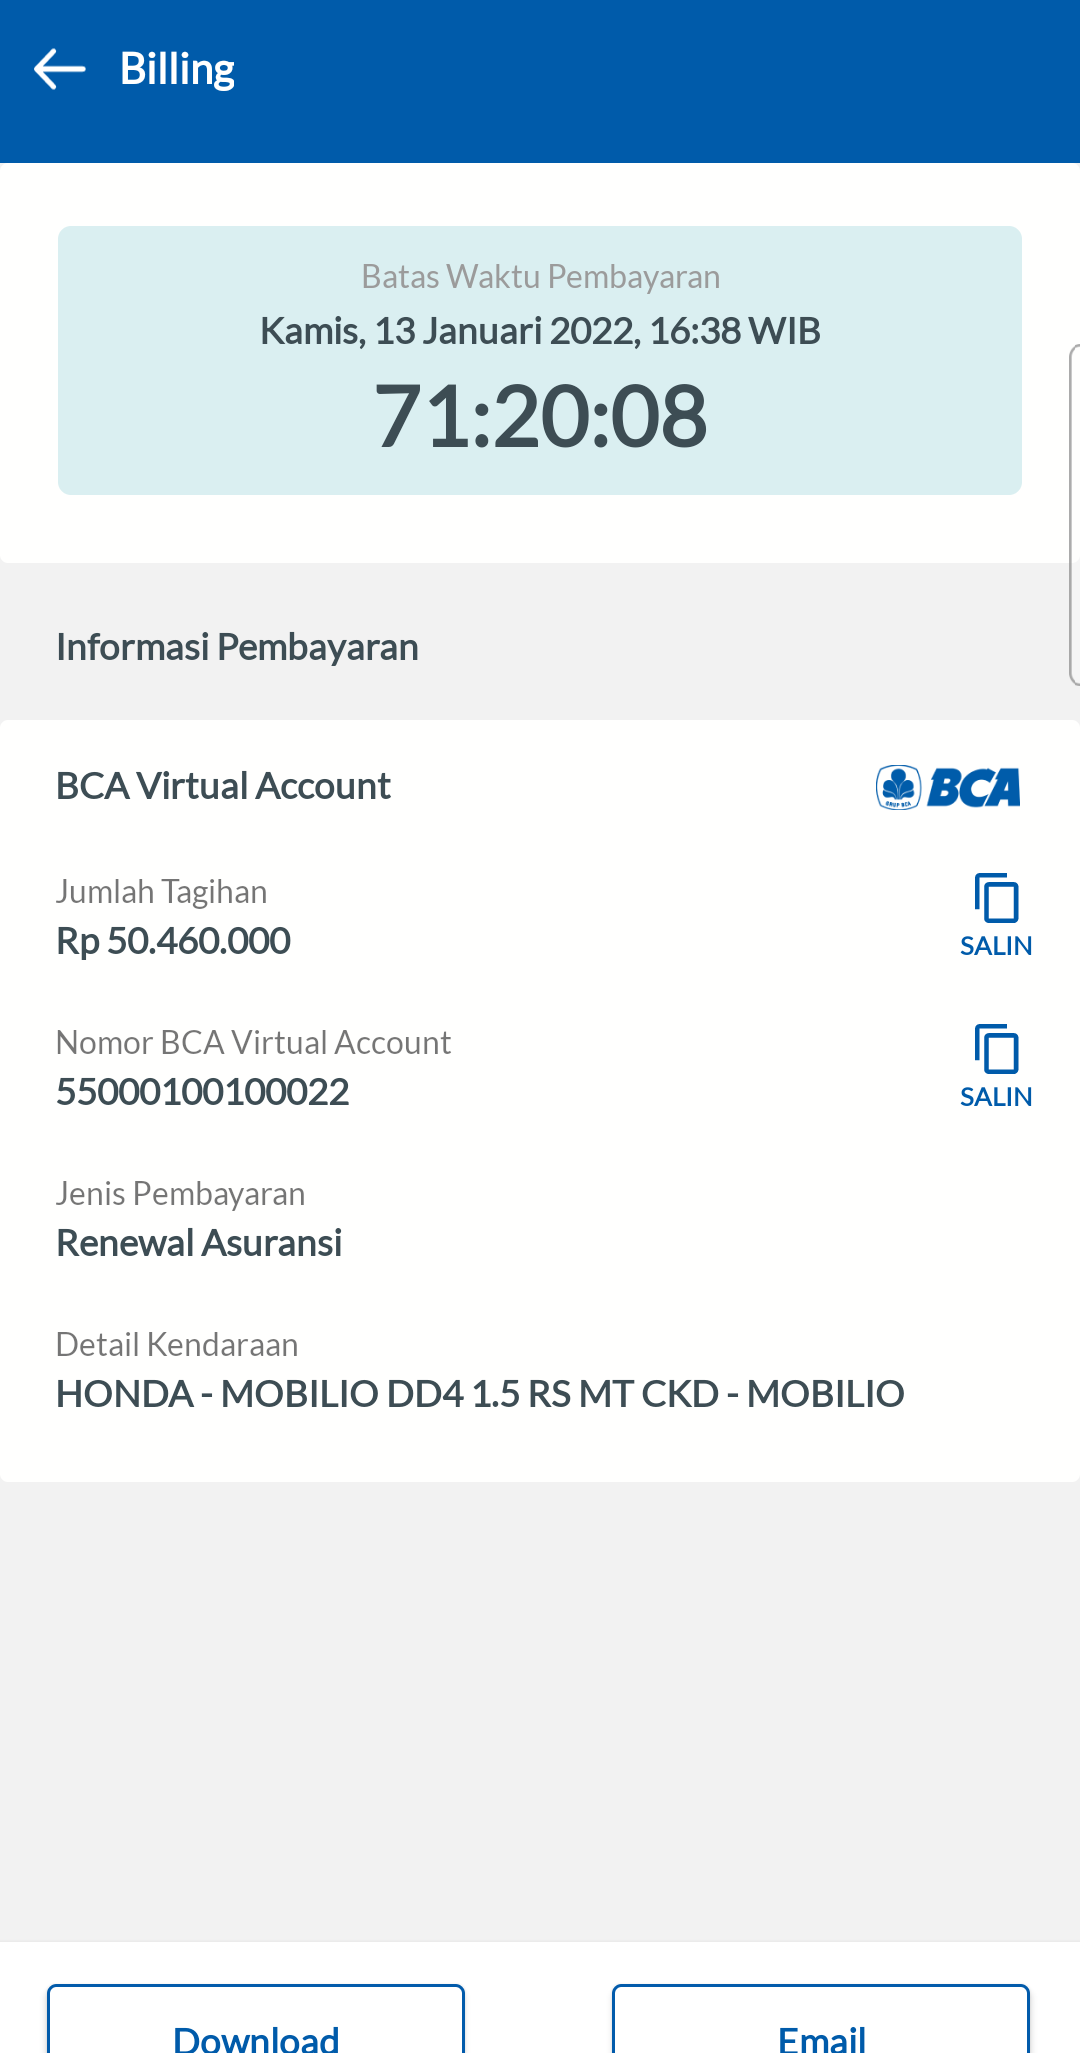 Billing
Batas Waktu Pembayaran
Kamis, 13 Januari 2022, 16:38 WIB
71:20:08
Informasi Pembayaran
BCA Virtual Account
GRUP BCA
BCA
Jumlah Tagihan
Rp 50.460.000
SALIN
Nomor BCA Virtual Account
55000100100022
SALIN
Jenis Pembayaran
Renewal Asuransi
Detail Kendaraan
HONDA - MOBILIO DD4 1.5 RS MT CKD - MOBILIO
Download
Email